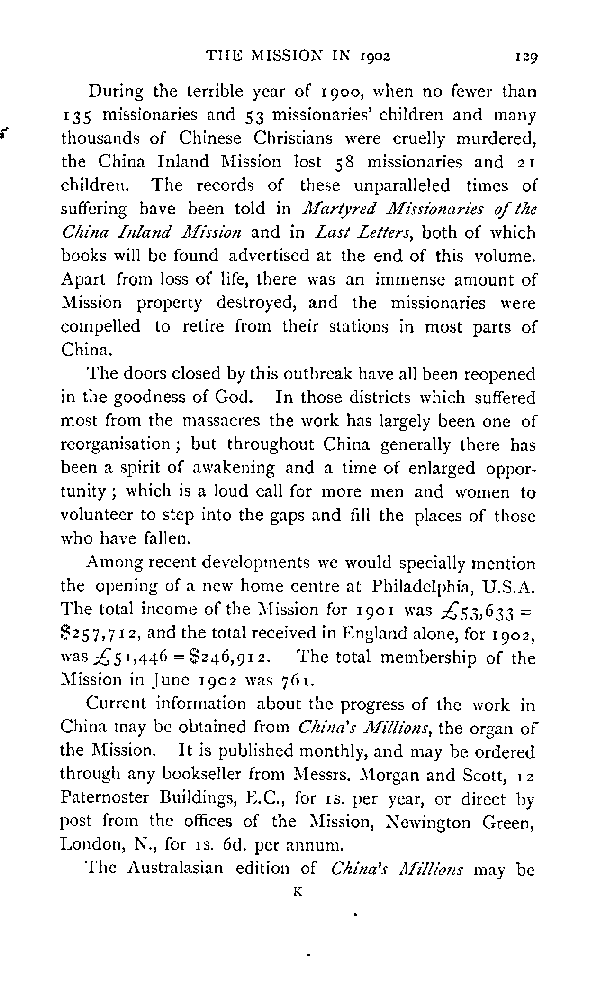 THE MISSION IN 1902 129
During the terrible year of 1900, when no fewer than
135 missionaries and 53 missionaries' children and many
thousands of Chinese Christians were cruelly murdered,
the China Inland Mission lost 58 missionaries and 21
children. The records of these unparalleled times of
suffering have been told in Martyred Missionaries of the
China Inland Mission and in Last Letters, both of which
books will be found advertised at the end of this volume.
Apart from loss of life, there was an immense amount of
Mission property destroyed, and the missionaries were
compelled to retire from their stations in most parts of
China.
The doors closed by this outbreak have all been reopened
in the goodness of God. In those districts which suffered
most from the massacres the work has largely been one of
reorganisation; but throughout China generally there has
been a spirit of awakening and a time of enlarged oppor-
tunity; which is a loud call for more men and women to
volunteer to step into the gaps and fill the places of those
who have fallen.
Among recent developments we would specially mention
the opening of a new home centre at Philadelphia, U.S.A.
The total income of the Mission for 1901 was £53,633 =
$257,712, and the total received in England alone, for 1902,
was £51,446 = $246,912. The total membership of the
Mission in June 1902 was 761.
Current information about the progress of the work in
China may be obtained from China's Millions, the organ of
the Mission. It is published monthly, and may be ordered
through any bookseller from Messrs. Morgan and Scott, 12
Paternoster Buildings, E.C., for 1s. per year, or direct by
post from the offices of the Mission, Newington Green,
London, N., for 1s. 6d. per annum.
The Australasian edition of China's Millions may be
K